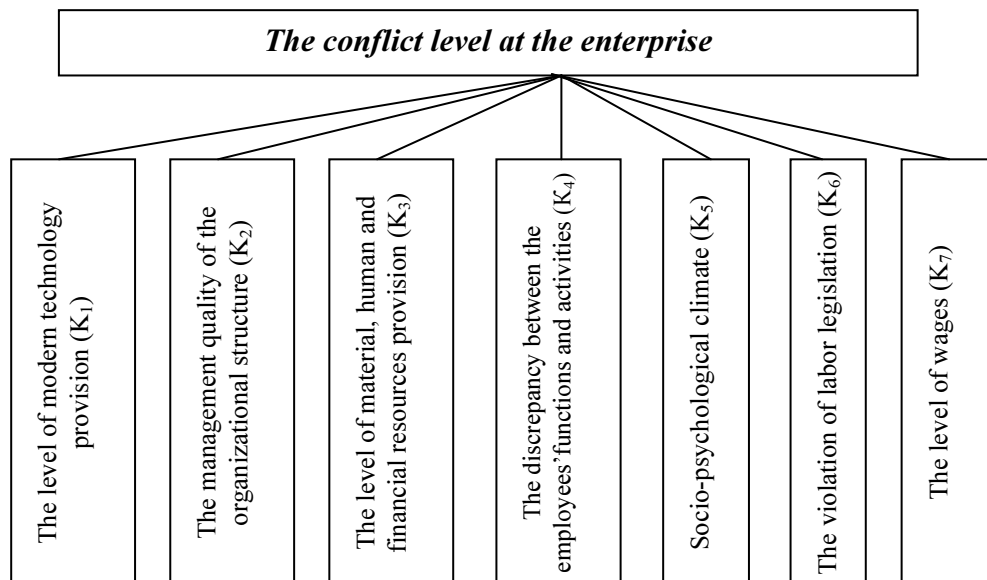 The conflict level at the enterprise
The level of modern technology
provision (K₁)
The management quality of the
organizational structure (K₂)
The level of material, human and
financial resources provision (K₃)
The discrepancy between the
employees’functions and activities (K₄)
Socio-psychological climate (K₅)
The violation of labor legislation (K₆)
The level of wages (K₇)